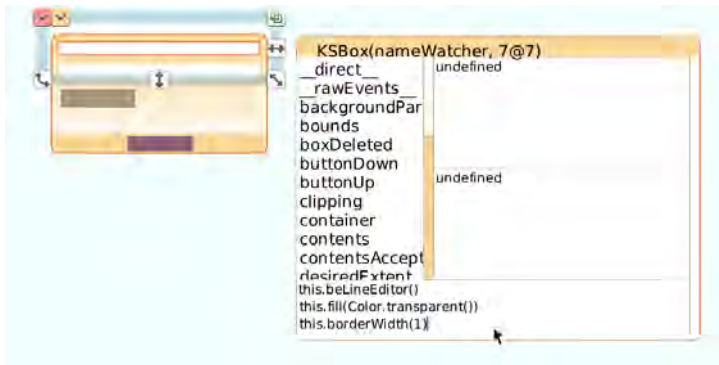 KSBox(nameWatcher, 7@7)
__direct__
__rawEvents__
backgroundPar
bounds
boxDeleted
buttonDown
buttonUp
clipping
container
contents
contentsAccept
desiredExtent
undefined
undefined
this.beLineEditor()
this.fill(Color.transparent())
this.borderWidth(1)